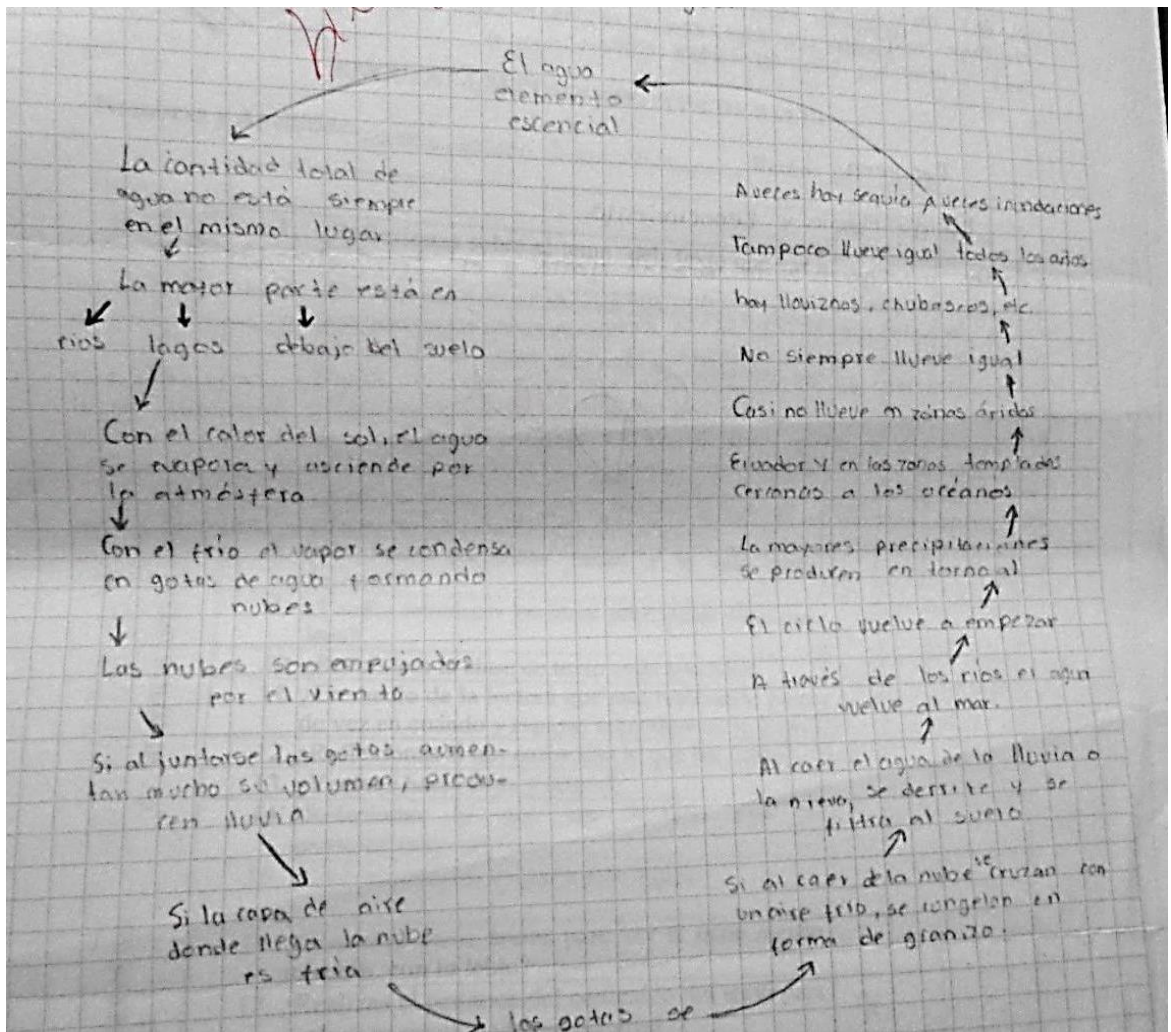 El agua
elemento
escencial
La cantidad total de
agua no está siempre
en el mismo lugar
La mayor parte está en
rios lagos debajo del suelo
Con el calor del sol, el agua
se evapora y asciende por
la atmósfera
Con el frio el vapor se condensa
en gotas de agua formando
nubes
Las nubes son empujadas
por el viento
Si al juntarse las gotas aumen-
tan mucho su volumen, produ-
cen lluvia
Si la capa de aire
donde llega la nube
es fria
las gotas se
Si al caer de la nube se cruzan con
un aire frio, se congelan en
forma de granizo.
Al caer el agua de la lluvia o
la nieve, se derrite y se
filtra al suelo
A través de los rios el agua
vuelve al mar.
El ciclo vuelve a empezar
La mayores precipitaciones
se producen en torno al
Ecuador y en las zonas templadas
cercanas a los océanos
Casi no llueve en zonas áridas
No siempre llueve igual
hay lloviznas, chubascos, etc.
Tampoco llueve igual todos los años
A veces hay sequia A veces inundaciones